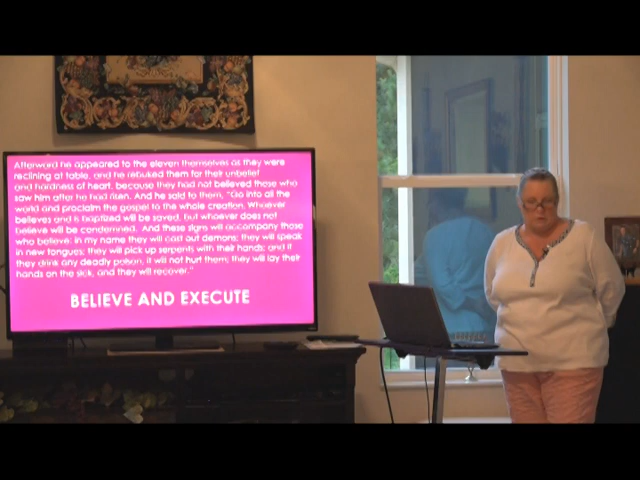 Afterward he appeared to the eleven themselves as they were
reclining at table, and he rebuked them for their unbelief
and hardness of heart, because they had not believed those who
saw him after he had risen. And he said to them, "Go into all the
world and proclaim the gospel to the whole creation. Whoever
believes and is baptized will be saved, but whoever does not
believe will be condemned. And these signs will accompany those
who believe: in my name they will cast out demons; they will speak
in new tongues; they will pick up serpents with their hands; and if
they drink any deadly poison, it will not hurt them; they will lay their
hands on the sick, and they will recover."
BELIEVE AND EXECUTE